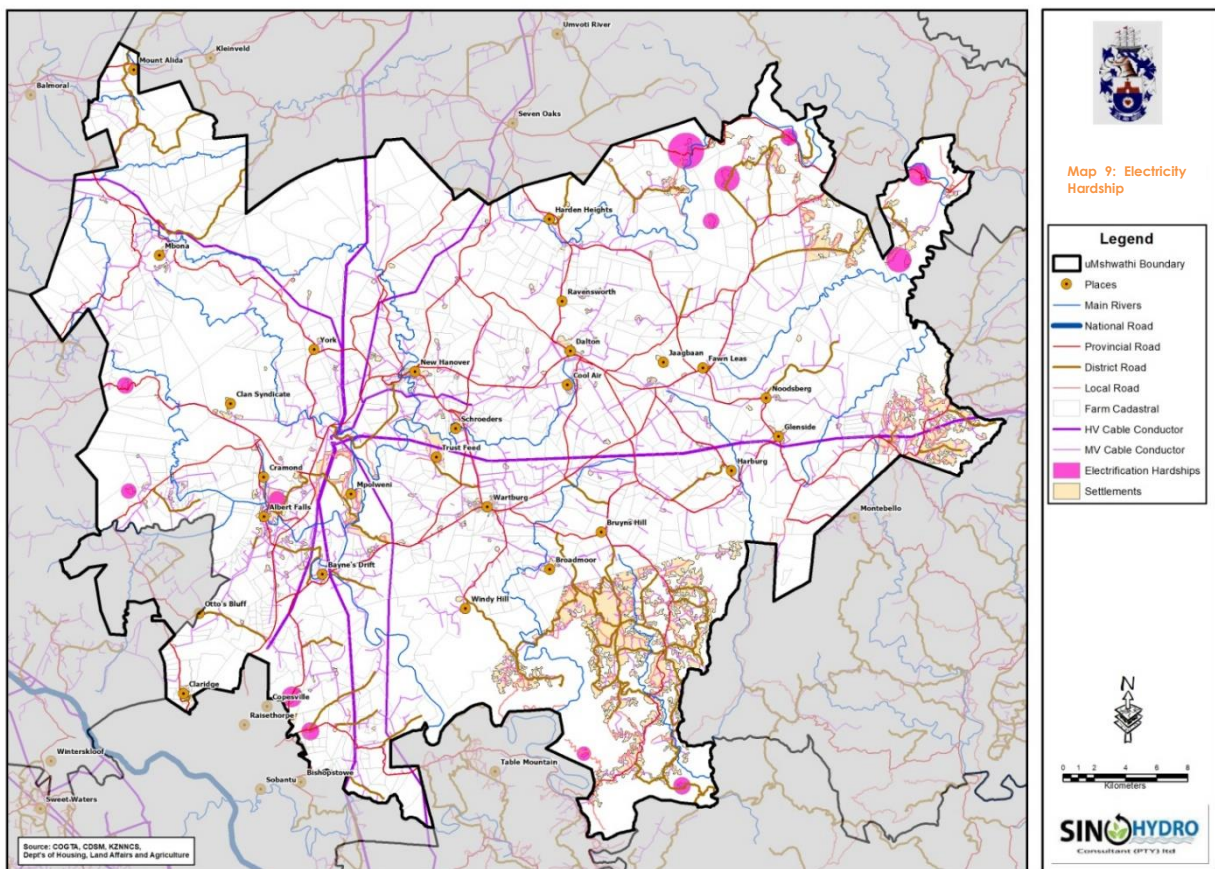 Umvoti River
Kleinveld
Mount Alida
Balmoral
Seven Oaks
Harden Heights
Mbona
Ravensworth
York
Dalton
Jaagbaan
Fawn Leas
New Hanover
Cool Air
Clan Syndicate
Noodsberg
Schroeders
Glenside
Trust Feed
Harburg
Cramond
Mpolweni
Wartburg
Albert Falls
Montebello
Bruyns Hill
Broadmoor
Bayne's Drift
Windy Hill
Otto's Bluff
Claridge
Copesville
Raisethorpe
Winterskloof
Table Mountain
Bishopstowe
Sobantu
Sweet Waters
Source: COGTA, CDSM, KZNNCS,
Dept's of Housing, Land Affairs and Agriculture
Map 9: Electricity
Hardship
Legend
uMshwathi Boundary
Places
Main Rivers
National Road
Provincial Road
District Road
Local Road
Farm Cadastral
HV Cable Conductor
MV Cable Conductor
Electrification Hardships
Settlements
N
0 1 2 4 6 8
Kilometers
SINOHYDRO
Consultant (PTY) ltd